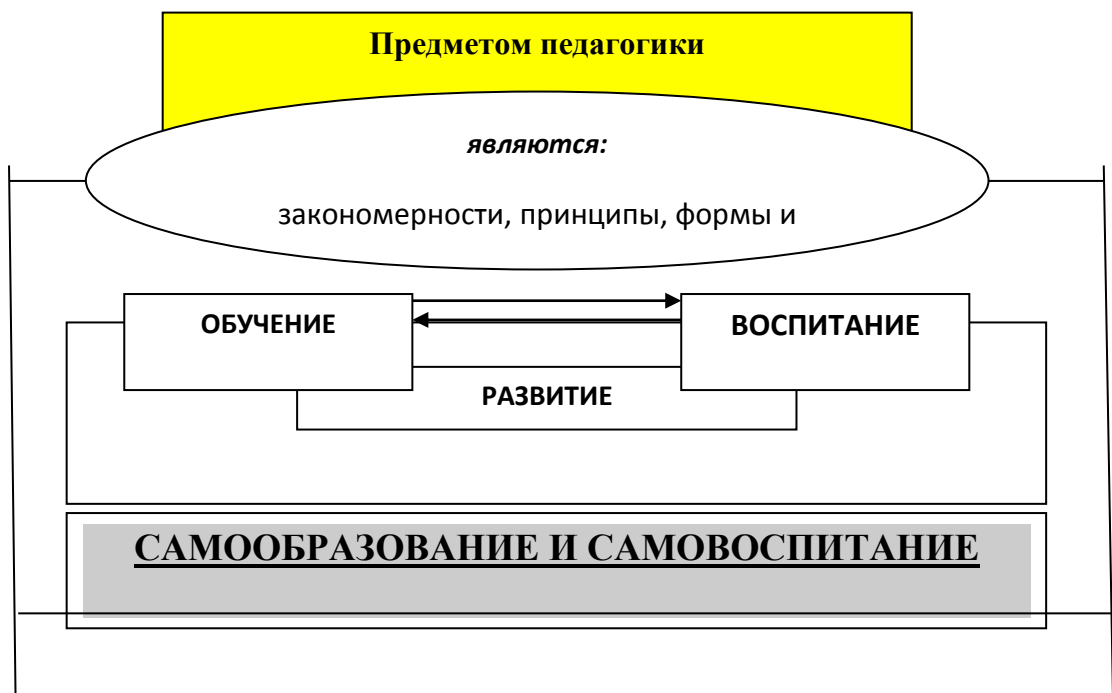 Предметом педагогики
являются:
закономерности, принципы, формы и
ОБУЧЕНИЕ
ВОСПИТАНИЕ
РАЗВИТИЕ
САМООБРАЗОВАНИЕ И САМОВОСПИТАНИЕ